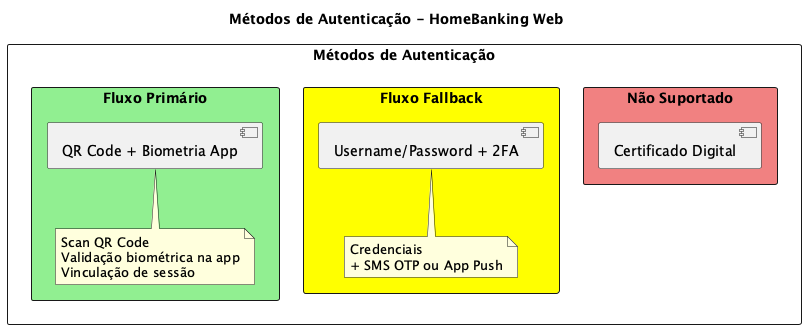 Métodos de Autenticação - HomeBanking Web
Métodos de Autenticação
Fluxo Primário
QR Code + Biometria App
Scan QR Code
Validação biométrica na app
Vinculação de sessão
Fluxo Fallback
Username/Password + 2FA
Credenciais
+ SMS OTP ou App Push
Não Suportado
Certificado Digital